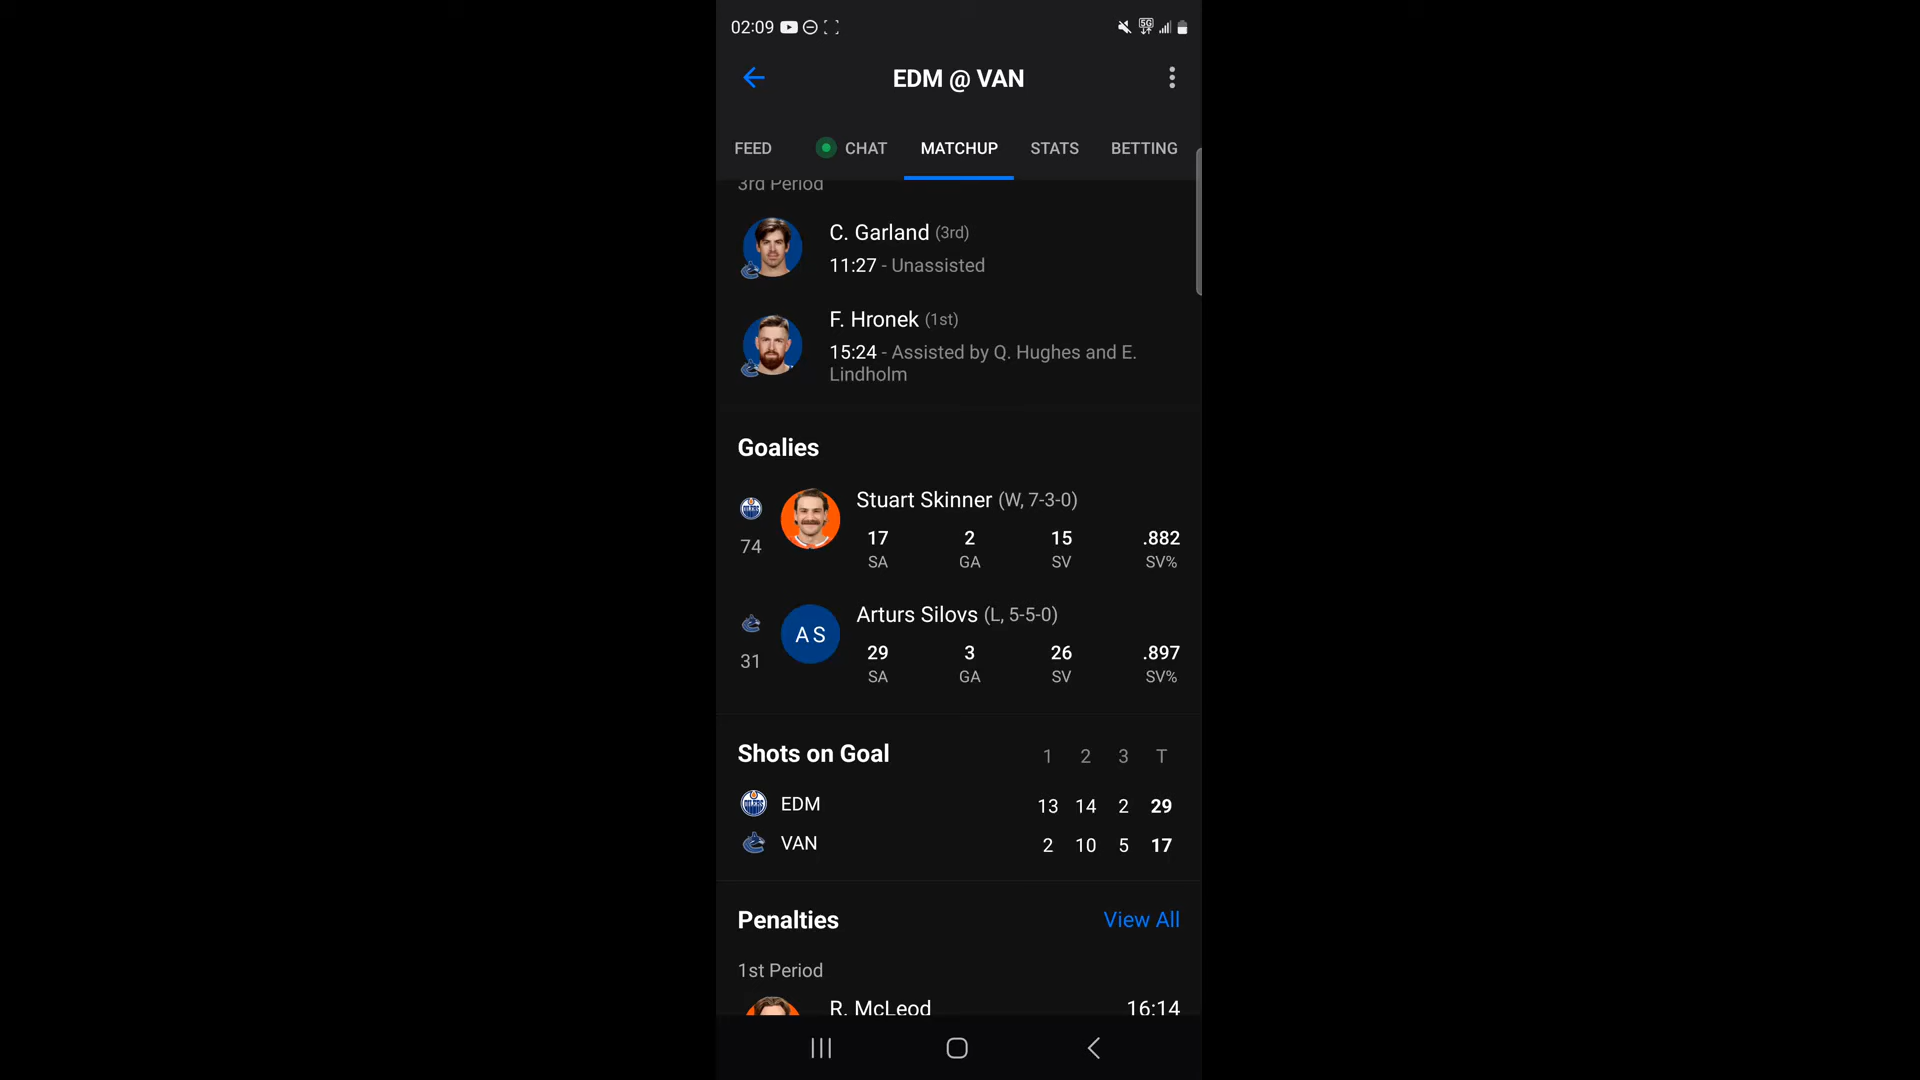 02:09
5G
EDM @ VAN
FEED
CHAT
MATCHUP
STATS
BETTING
3rd Period
C. Garland (3rd)
11:27 - Unassisted
F. Hronek (1st)
15:24 - Assisted by Q. Hughes and E.
Lindholm
Goalies
Stuart Skinner (W, 7-3-0)
74
17 2 15 .882
SA GA SV SV%
Arturs Silovs (L, 5-5-0)
A S
31
29 3 26 .897
SA GA SV SV%
Shots on Goal 1 2 3 T
EDM 13 14 2 29
VAN 2 10 5 17
Penalties View All
1st Period
R. McLeod 16:14